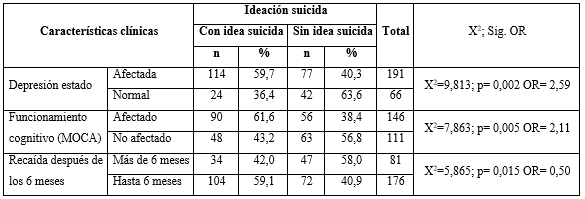 Características clínicas Ideación suicida Total X²; Sig. OR
Con idea suicida Sin idea suicida
n % n %
Depresión estado Afectada 114 59,7 77 40,3 191 X²=9,813; p= 0,002 OR= 2,59
Normal 24 36,4 42 63,6 66
Funcionamiento cognitivo (MOCA) Afectado 90 61,6 56 38,4 146 X²=7,863; p= 0,005 OR= 2,11
No afectado 48 43,2 63 56,8 111
Recaída después de los 6 meses Más de 6 meses 34 42,0 47 58,0 81 X²=5,865; p= 0,015 OR= 0,50
Hasta 6 meses 104 59,1 72 40,9 176